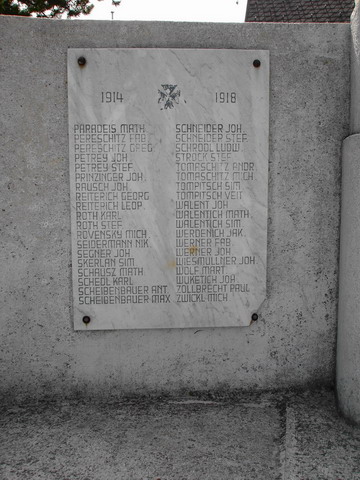 1914 1918
PARADEIS MATH.
PERESCHITZ FAB.
PERESCHITZ GREG.
PETREY JOH.
PETREY STEF.
PRINZINGER JOH.
RAUSCH JOH.
REITERICH GEORG
REITERICH LEOP.
ROTH KARL
ROTH STEF.
ROVENSKY MICH.
SEIDERMANN NIK.
SEGNER JOH.
SKERLAN SIM.
SCHAUSZ MATH.
SCHEDL KARL
SCHEIBENBAUER ANT.
SCHEIBENBAUER MAX
SCHNEIDER JOH.
SCHNEIDER STEF.
SCHRÖDL LUDW.
STROCK STEF.
TOMASCHITZ ANDR.
TOMASCHITZ MICH.
TOMPITSCH SIM.
TOMPITSCH VEIT
WALENT JOH.
WALENTICH MATH.
WALENTICH SIM.
WERDENICH JAK.
WERNER FAB.
WERNER JOH.
WIESMÜLLNER JOH.
WOLF MART.
WUKETICH JOH.
ZOLLBRECHT PAUL
ZWICKL MICH.